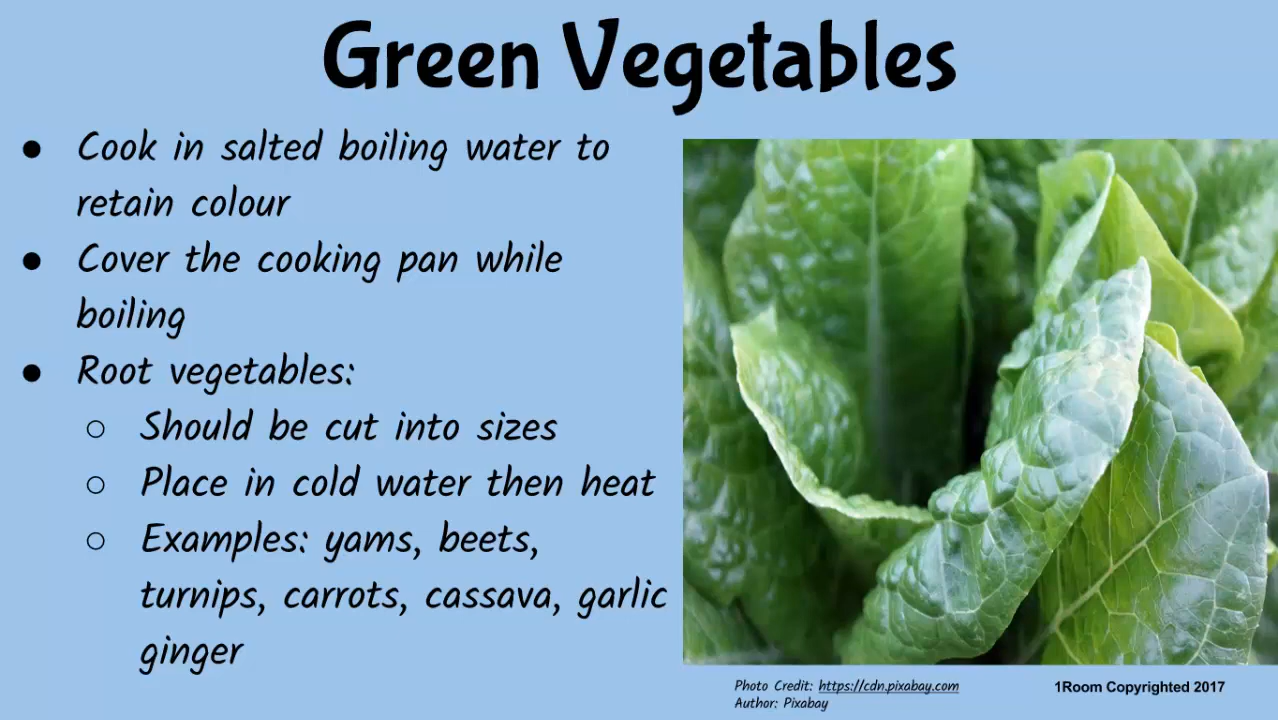 Green Vegetables
● Cook in salted boiling water to
retain colour
● Cover the cooking pan while
boiling
● Root vegetables:
○ Should be cut into sizes
○ Place in cold water then heat
○ Examples: yams, beets,
turnips, carrots, cassava, garlic
ginger
Photo Credit: https://cdn.pixabay.com
Author: Pixabay
1Room Copyrighted 2017